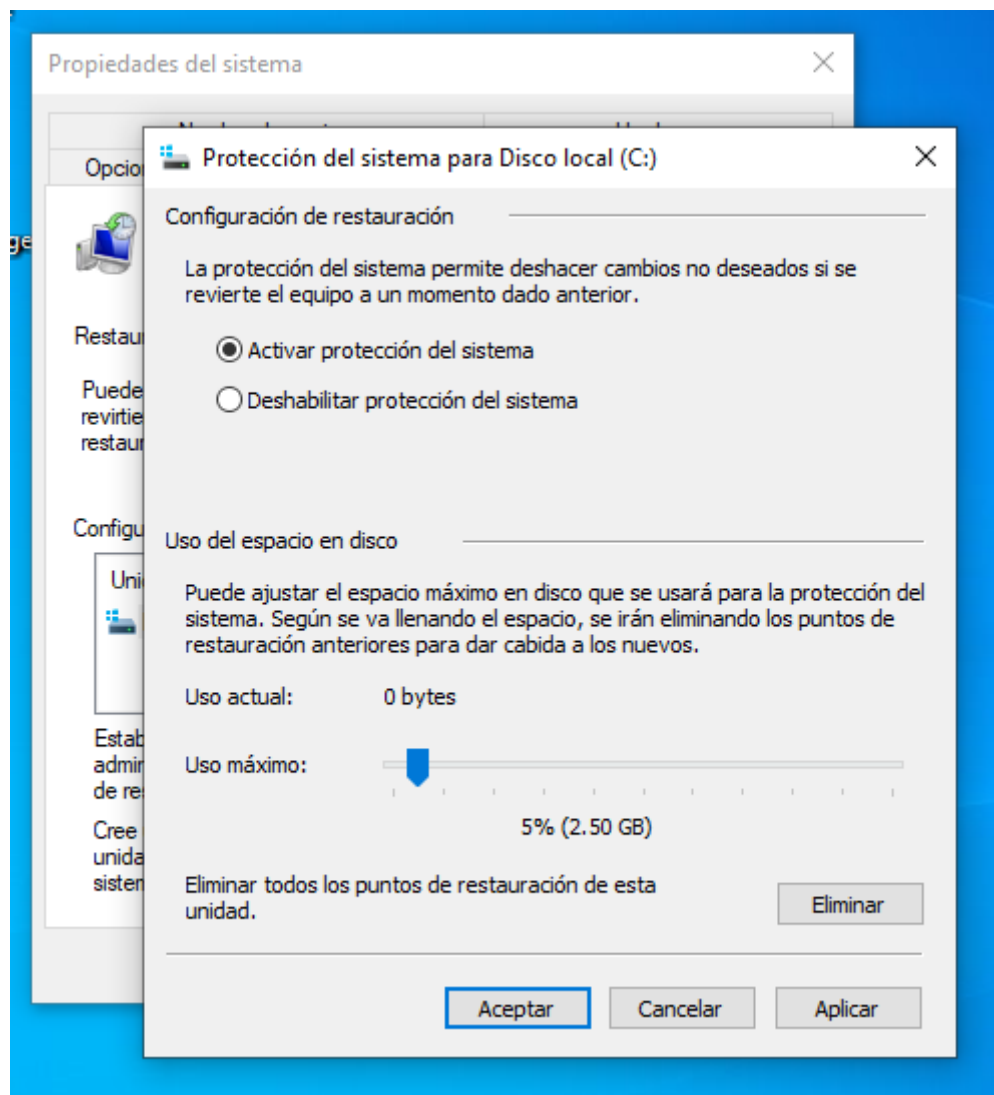 Propiedades del sistema
Protección del sistema para Disco local (C:)
Configuración de restauración
La protección del sistema permite deshacer cambios no deseados si se
revierte el equipo a un momento dado anterior.
Activar protección del sistema
Deshabilitar protección del sistema
Uso del espacio en disco
Puede ajustar el espacio máximo en disco que se usará para la protección del
sistema. Según se va llenando el espacio, se irán eliminando los puntos de
restauración anteriores para dar cabida a los nuevos.
Uso actual: 0 bytes
Uso máximo:
5% (2.50 GB)
Eliminar todos los puntos de restauración de esta
unidad.
Eliminar
Aceptar Cancelar Aplicar
Opcio
Restau
Puede
revirtie
restaur
Configu
Uni
Estab
admir
de re
Cree
unida
sisten
ge